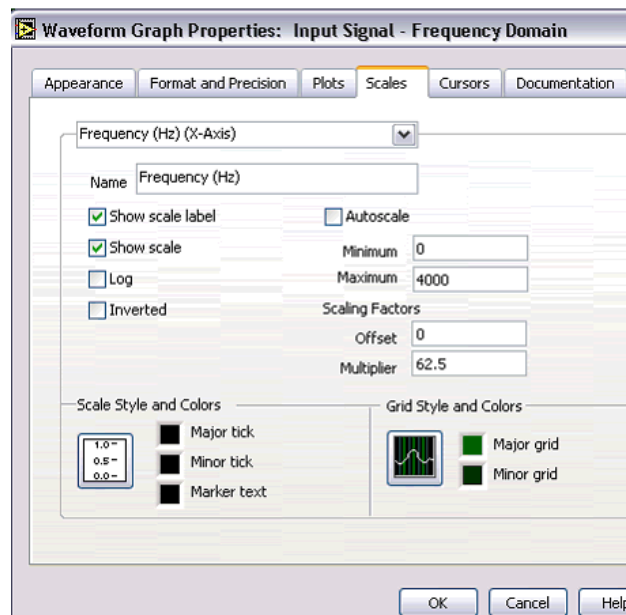 Waveform Graph Properties: Input Signal - Frequency Domain
Appearance Format and Precision Plots Scales Cursors Documentation
Frequency (Hz) (X-Axis)
Name Frequency (Hz)
Show scale label Autoscale
Show scale Minimum 0
Log Maximum 4000
Inverted Scaling Factors
Offset 0
Multiplier 62.5
Scale Style and Colors Grid Style and Colors
1.0
0.5
0.0
Major tick Major grid
Minor tick Minor grid
Marker text
OK Cancel Help